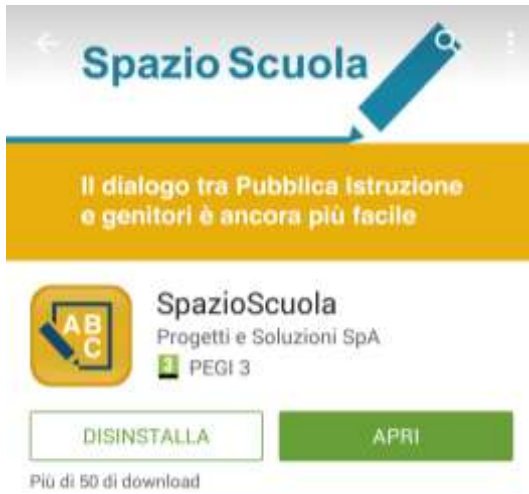 Spazio Scuola
Il dialogo tra Pubblica Istruzione
e genitori è ancora più facile
SpazioScuola
AB
C
Progetti e Soluzioni SpA
3 PEGI 3
DISINSTALLA
APRI
Più di 50 di download